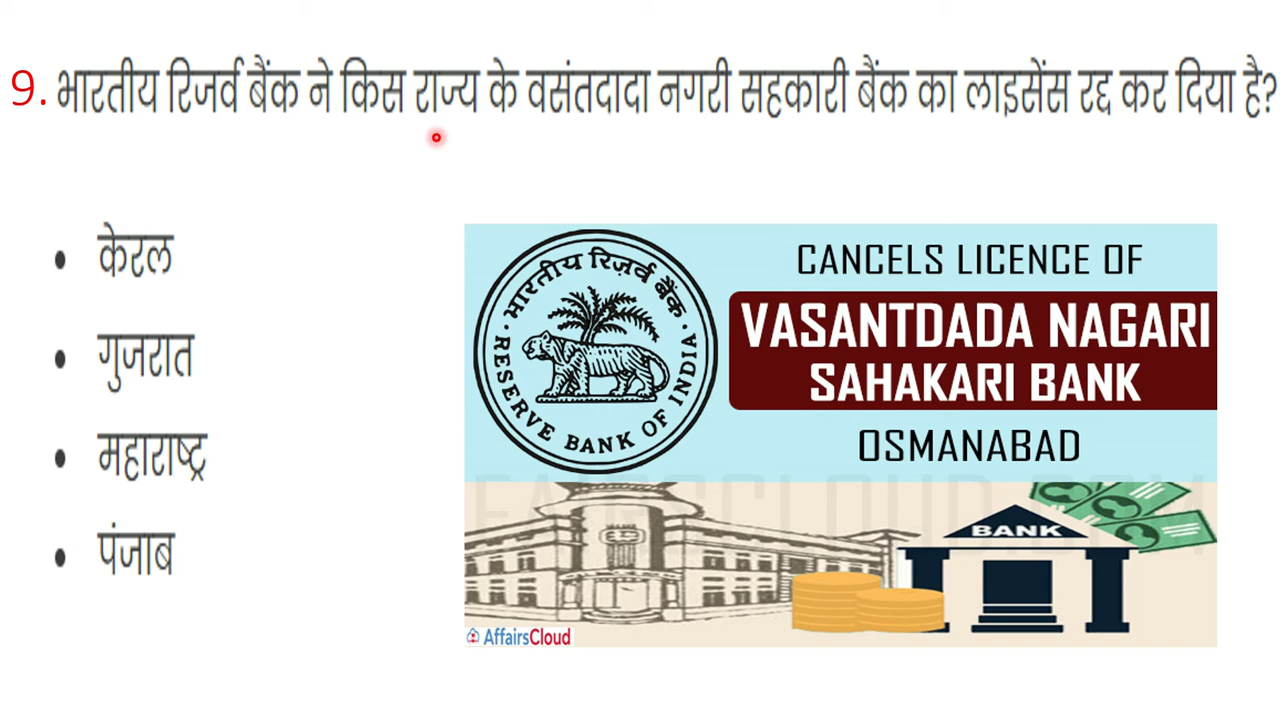 9. भारतीय रिजर्व बैंक ने किस राज्य के वसंतदादा नगरी सहकारी बैंक का लाइसेंस रद्द कर दिया है?
• केरल
• गुजरात
• महाराष्ट्र
• पंजाब
भारतीय रिज़र्व बैंक
RESERVE BANK OF INDIA
CANCELS LICENCE OF
VASANTDADA NAGARI
SAHAKARI BANK
OSMANABAD
BANK
AffairsCloud